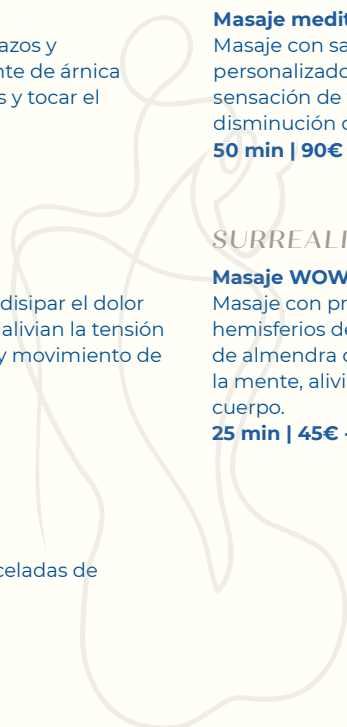 azos y
nte de árnica
s y tocar el
disipar el dolor
alivian la tensión
y movimiento de
celadas de
Masaje medit
Masaje con sa
personalizado
sensación de
disminución d
50 min | 90€
SURREALI
Masaje WOW
Masaje con pr
hemisferios de
de almendra d
la mente, alivi
cuerpo.
25 min | 45€ -